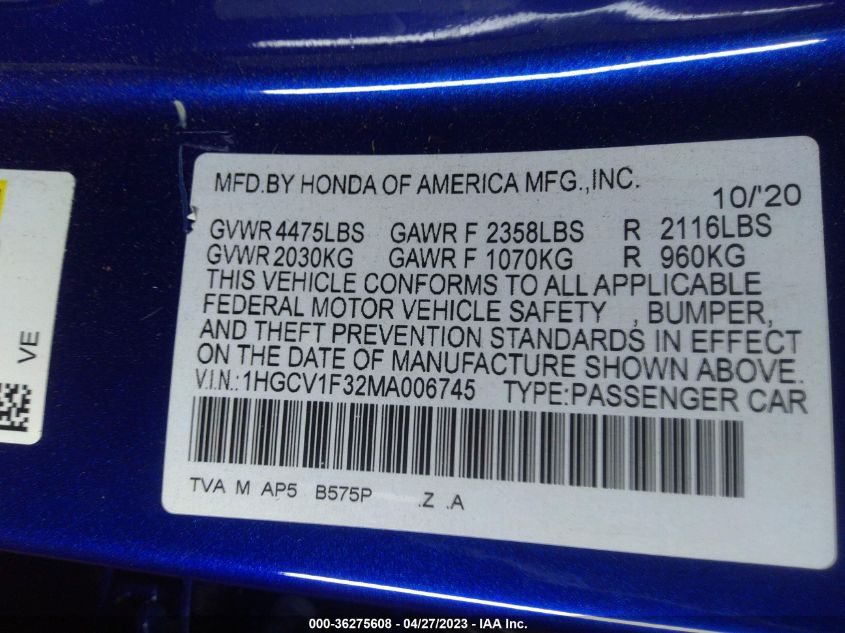 MFD.BY HONDA OF AMERICA MFG.,INC. 10/'20
GVWR 4475LBS GAWR F 2358LBS R 2116LBS
GVWR 2030KG GAWR F 1070KG R 960KG
THIS VEHICLE CONFORMS TO ALL APPLICABLE
FEDERAL MOTOR VEHICLE SAFETY , BUMPER,
AND THEFT PREVENTION STANDARDS IN EFFECT
ON THE DATE OF MANUFACTURE SHOWN ABOVE.
V.I.N.:1HGCV1F32MA006745 TYPE:PASSENGER CAR
TVA M AP5 B575P .Z .A
VE
000-36275608 - 04/27/2023 - IAA Inc.